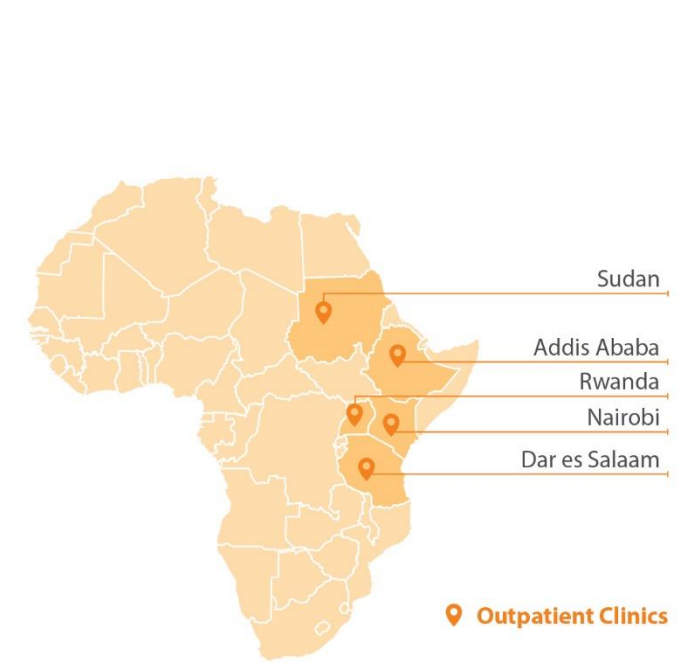 Sudan
Addis Ababa
Rwanda
Nairobi
Dar es Salaam
Outpatient Clinics